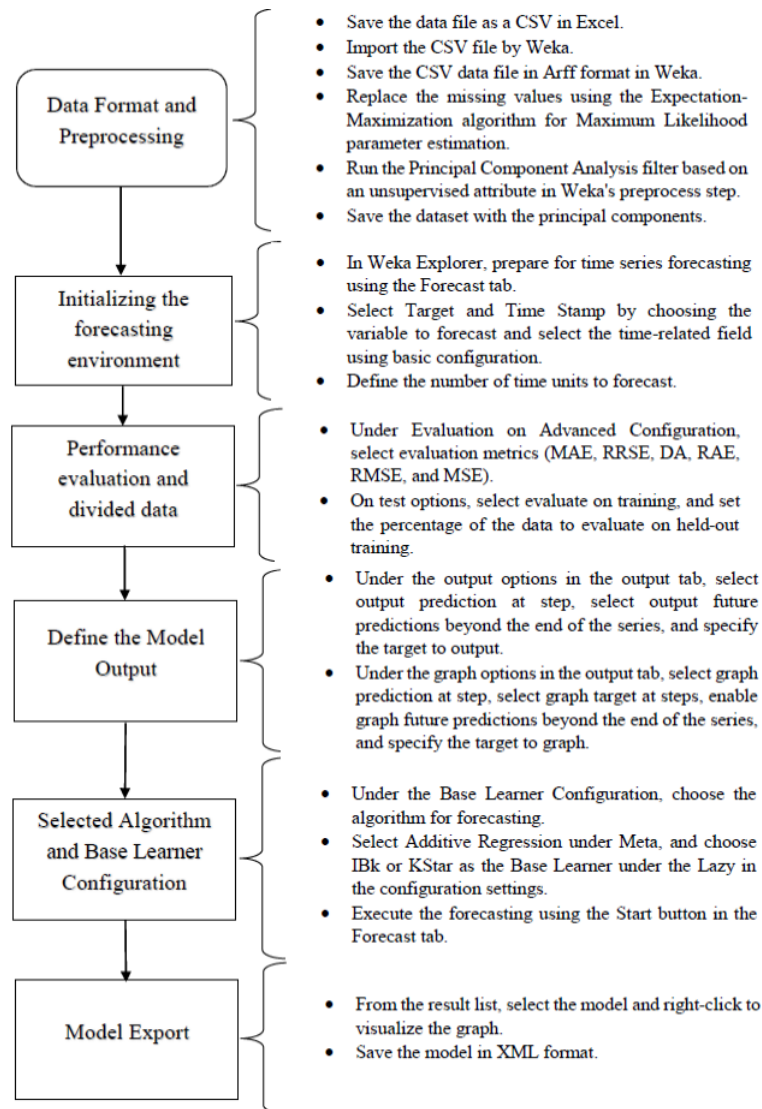 Data Format and
Preprocessing
• Save the data file as a CSV in Excel.
• Import the CSV file by Weka.
• Save the CSV data file in Arff format in Weka.
• Replace the missing values using the Expectation-
Maximization algorithm for Maximum Likelihood
parameter estimation.
• Run the Principal Component Analysis filter based on
an unsupervised attribute in Weka's preprocess step.
• Save the dataset with the principal components.
Initializing the
forecasting
environment
• In Weka Explorer, prepare for time series forecasting
using the Forecast tab.
• Select Target and Time Stamp by choosing the
variable to forecast and select the time-related field
using basic configuration.
• Define the number of time units to forecast.
Performance
evaluation and
divided data
• Under Evaluation on Advanced Configuration,
select evaluation metrics (MAE, RRSE, DA, RAE,
RMSE, and MSE).
• On test options, select evaluate on training, and set
the percentage of the data to evaluate on held-out
training.
Define the Model
Output
• Under the output options in the output tab, select
output prediction at step, select output future
predictions beyond the end of the series, and specify
the target to output.
• Under the graph options in the output tab, select graph
prediction at step, select graph target at steps, enable
graph future predictions beyond the end of the series,
and specify the target to graph.
Selected Algorithm
and Base Learner
Configuration
• Under the Base Learner Configuration, choose the
algorithm for forecasting.
• Select Additive Regression under Meta, and choose
IBk or KStar as the Base Learner under the Lazy in
the configuration settings.
• Execute the forecasting using the Start button in the
Forecast tab.
Model Export
• From the result list, select the model and right-click to
visualize the graph.
• Save the model in XML format.